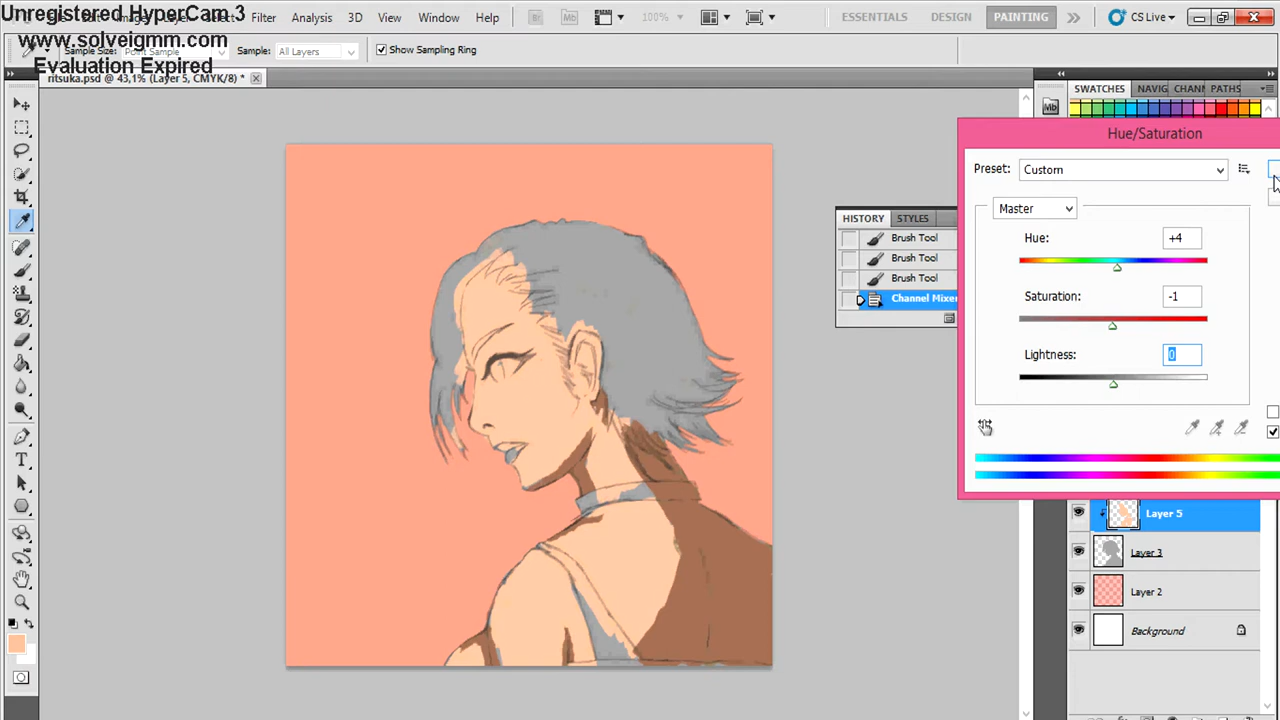 Unregistered HyperCam 3
www.solveigmm.com
Evaluation Expired
Filter Analysis 3D View Window Help
100%
ESSENTIALS DESIGN PAINTING CS Live
Sample Size: Point Sample Sample: All Layers Show Sampling Ring
ritsuka.psd @ 43,1% (Layer 5, CMYK/8) *
SWATCHES NAVIG CHANN PATHS
Mb
Hue/Saturation
Preset: Custom
Master
Hue: +4
Saturation: -1
Lightness: 0
HISTORY STYLES
Brush Tool
Brush Tool
Brush Tool
Channel Mixer
Layer 5
Layer 3
Layer 2
Background